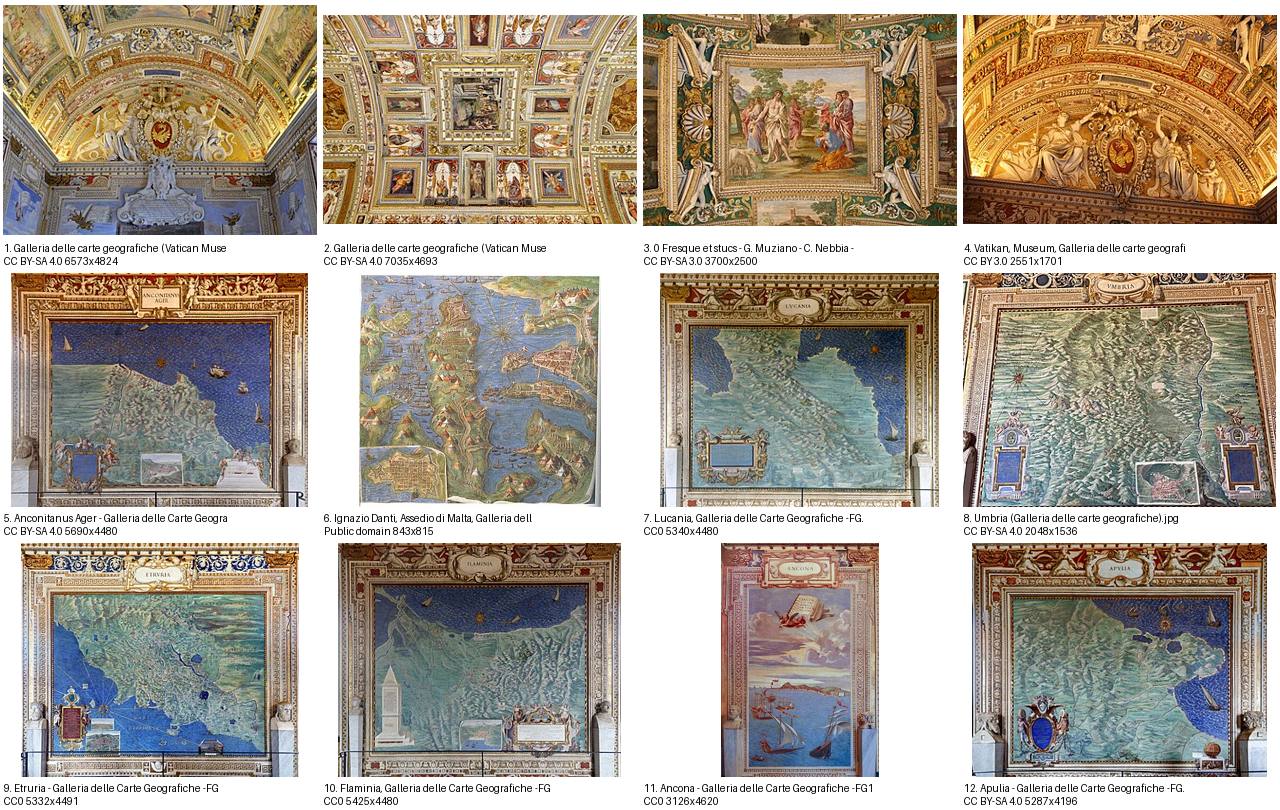 1. Galleria delle carte geografiche (Vatican Muse
CC BY-SA 4.0 6573x4824
2. Galleria delle carte geografiche (Vatican Muse
CC BY-SA 4.0 7035x4693
3. 0 Fresque et stucs - G. Muziano - C. Nebbia -
CC BY-SA 3.0 3700x2500
4. Vatikan, Museum, Galleria delle carte geografi
CC BY 3.0 2551x1701
ANCONITANVS
AGER
LVCANIA
VMBRIA
5. Anconitanus Ager - Galleria delle Carte Geogra
CC BY-SA 4.0 5690x4480
6. Ignazio Danti, Assedio di Malta, Galleria dell
Public domain 843x815
7. Lucania, Galleria delle Carte Geografiche -FG.
CC0 5340x4480
8. Umbria (Galleria delle carte geografiche).jpg
CC BY-SA 4.0 2048x1536
ETRVRIA
FLAMINIA
ANCONA
APVLIA
9. Etruria - Galleria delle Carte Geografiche -FG
CC0 5332x4491
10. Flaminia, Galleria delle Carte Geografiche -FG
CC0 5425x4480
11. Ancona - Galleria delle Carte Geografiche -FG1
CC0 3126x4620
12. Apulia - Galleria delle Carte Geografiche -FG.
CC BY-SA 4.0 5287x4196